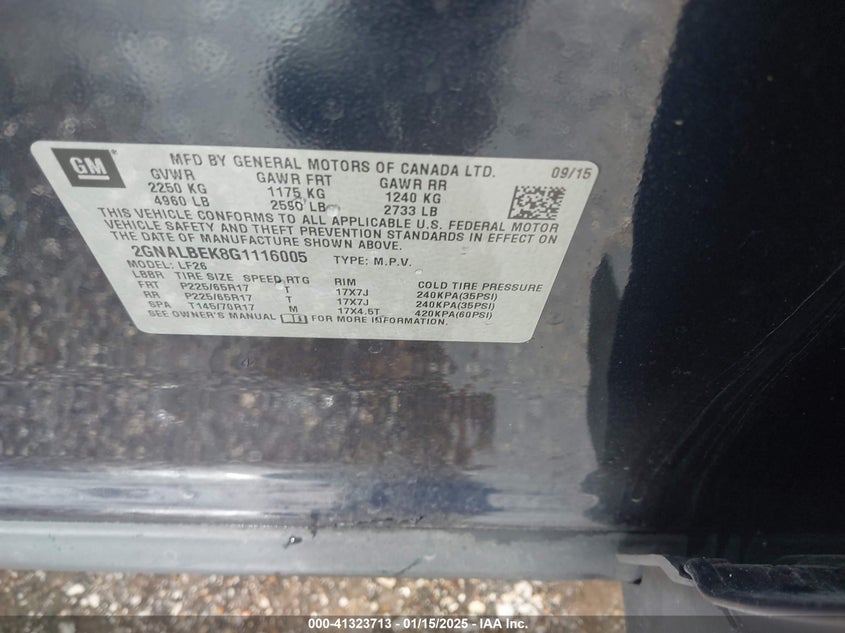 GM
MFD BY GENERAL MOTORS OF CANADA LTD. 09/15
GVWR GAWR FRT GAWR RR
2250 KG 1175 KG 1240 KG
4960 LB 2590 LB 2733 LB
THIS VEHICLE CONFORMS TO ALL APPLICABLE U.S. FEDERAL MOTOR
VEHICLE SAFETY AND THEFT PREVENTION STANDARDS IN EFFECT ON
THE DATE OF MANUFACTURE SHOWN ABOVE.
2GNALBEK8G1116005 TYPE: M.P.V.
MODEL: LF26
LBBR TIRE SIZE SPEED RTG RIM COLD TIRE PRESSURE
FRT P225/65R17 T 17X7J 240KPA(35PSI)
RR P225/65R17 T 17X7J 240KPA(35PSI)
SPA T145/70R17 M 17X4.5T 420KPA(60PSI)
SEE OWNER'S MANUAL FOR MORE INFORMATION.
000-41323713 - 01/15/2025 - IAA Inc.